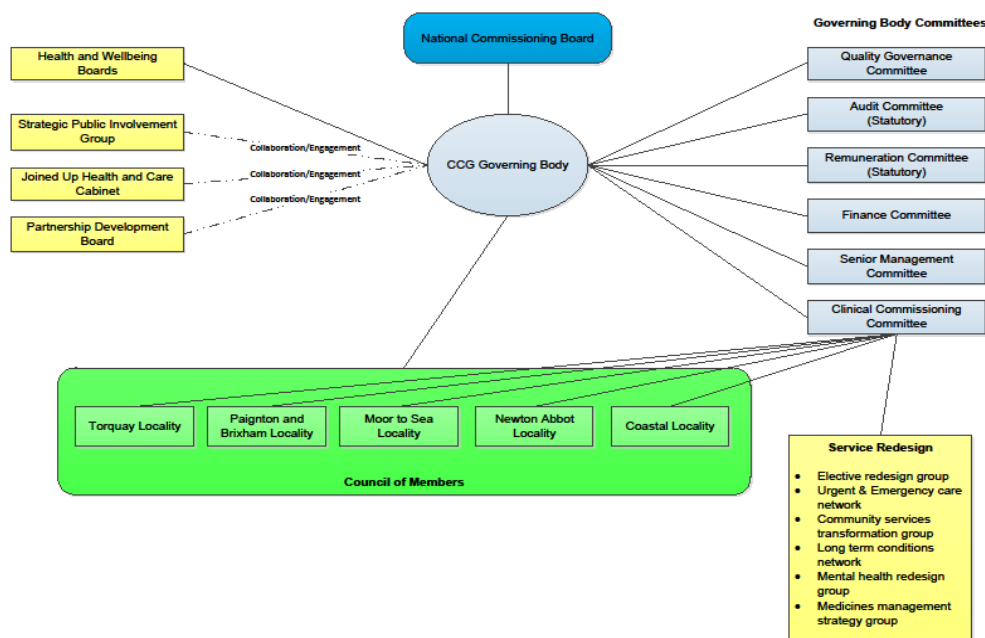 National Commissioning Board
Governing Body Committees
Health and Wellbeing
Boards
Strategic Public Involvement
Group
Joined Up Health and Care
Cabinet
Partnership Development
Board
Collaboration/Engagement
Collaboration/Engagement
Collaboration/Engagement
CCG Governing Body
Quality Governance
Committee
Audit Committee
(Statutory)
Remuneration Committee
(Statutory)
Finance Committee
Senior Management
Committee
Clinical Commissioning
Committee
Torquay Locality
Paignton and
Brixham Locality
Moor to Sea
Locality
Newton Abbot
Locality
Coastal Locality
Council of Members
Service Redesign
• Elective redesign group
• Urgent & Emergency care
network
• Community services
transformation group
• Long term conditions
network
• Mental health redesign
group
• Medicines management
strategy group